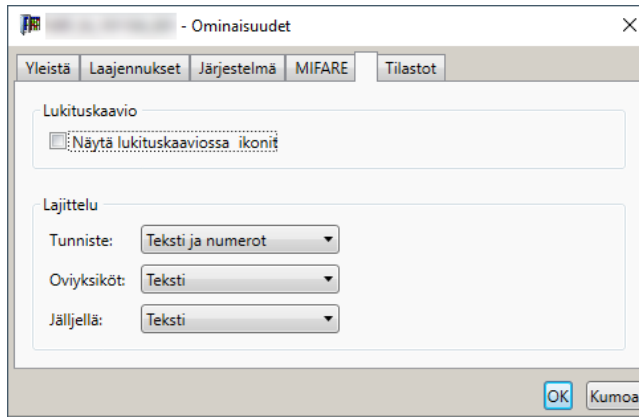 - Ominaisuudet
Yleistä Laajennukset Järjestelmä MIFARE Tilastot
Lukituskaavio
Näytä lukituskaaviossa ikonit
Lajittelu
Tunniste: Teksti ja numerot
Oviyksiköt: Teksti
Jälljellä: Teksti
OK Kumoa